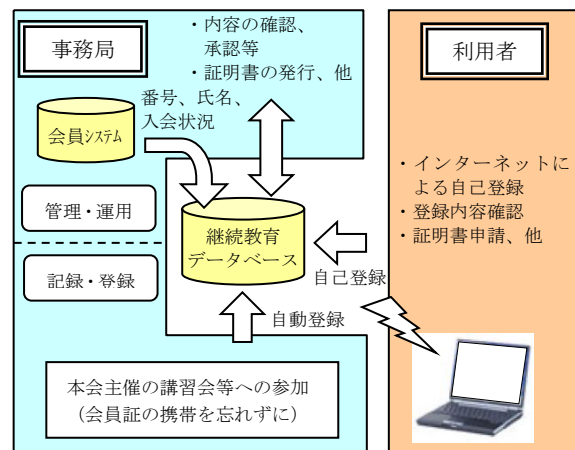 事務局
・内容の確認、
承認等
・証明書の発行、他
番号、氏名、
入会状況
会員システム
管理・運用
記録・登録
継続教育
データベース
自己登録
自動登録
本会主催の講習会等への参加
（会員証の携帯を忘れずに）
利用者
・インターネットに
よる自己登録
・登録内容確認
・証明書申請、他